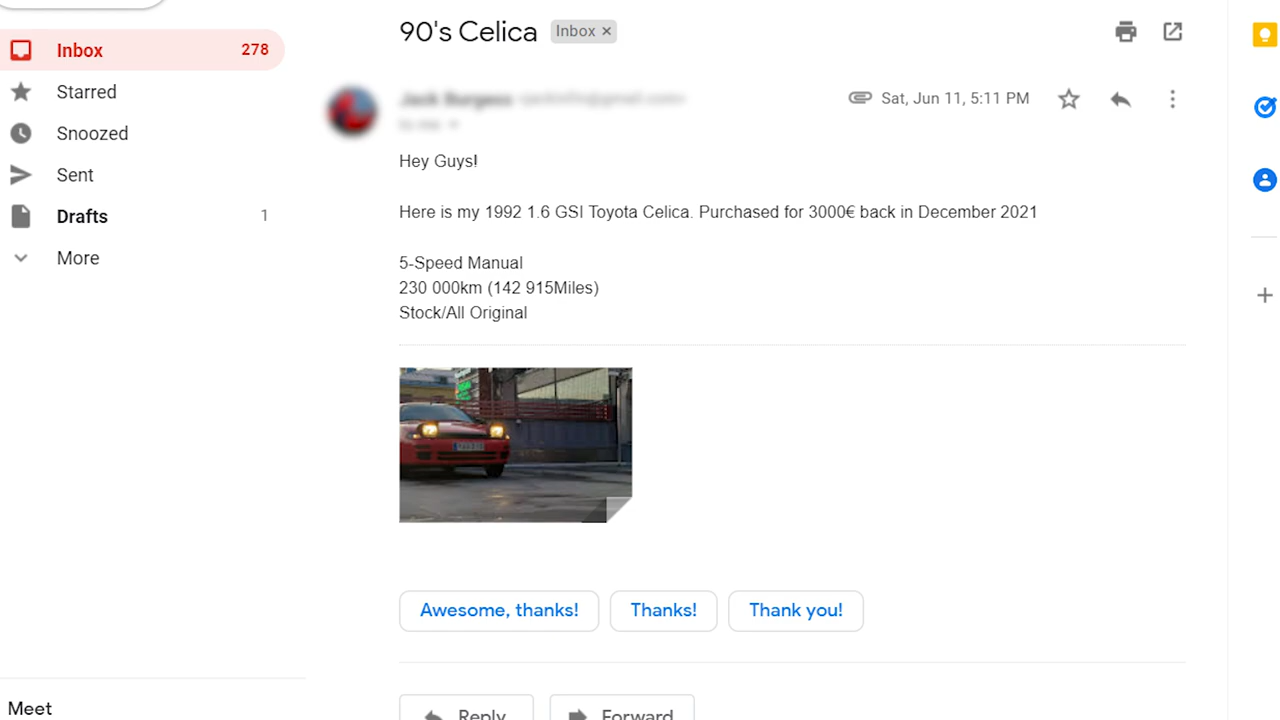 90's Celica
Inbox ×
Inbox 278
Starred
Snoozed
Sent
Drafts 1
More
Sat, Jun 11, 5:11 PM
Hey Guys!
Here is my 1992 1.6 GSI Toyota Celica. Purchased for 3000€ back in December 2021
5-Speed Manual
230 000km (142 915Miles)
Stock/All Original
Awesome, thanks!
Thanks!
Thank you!
Reply
Forward
Meet